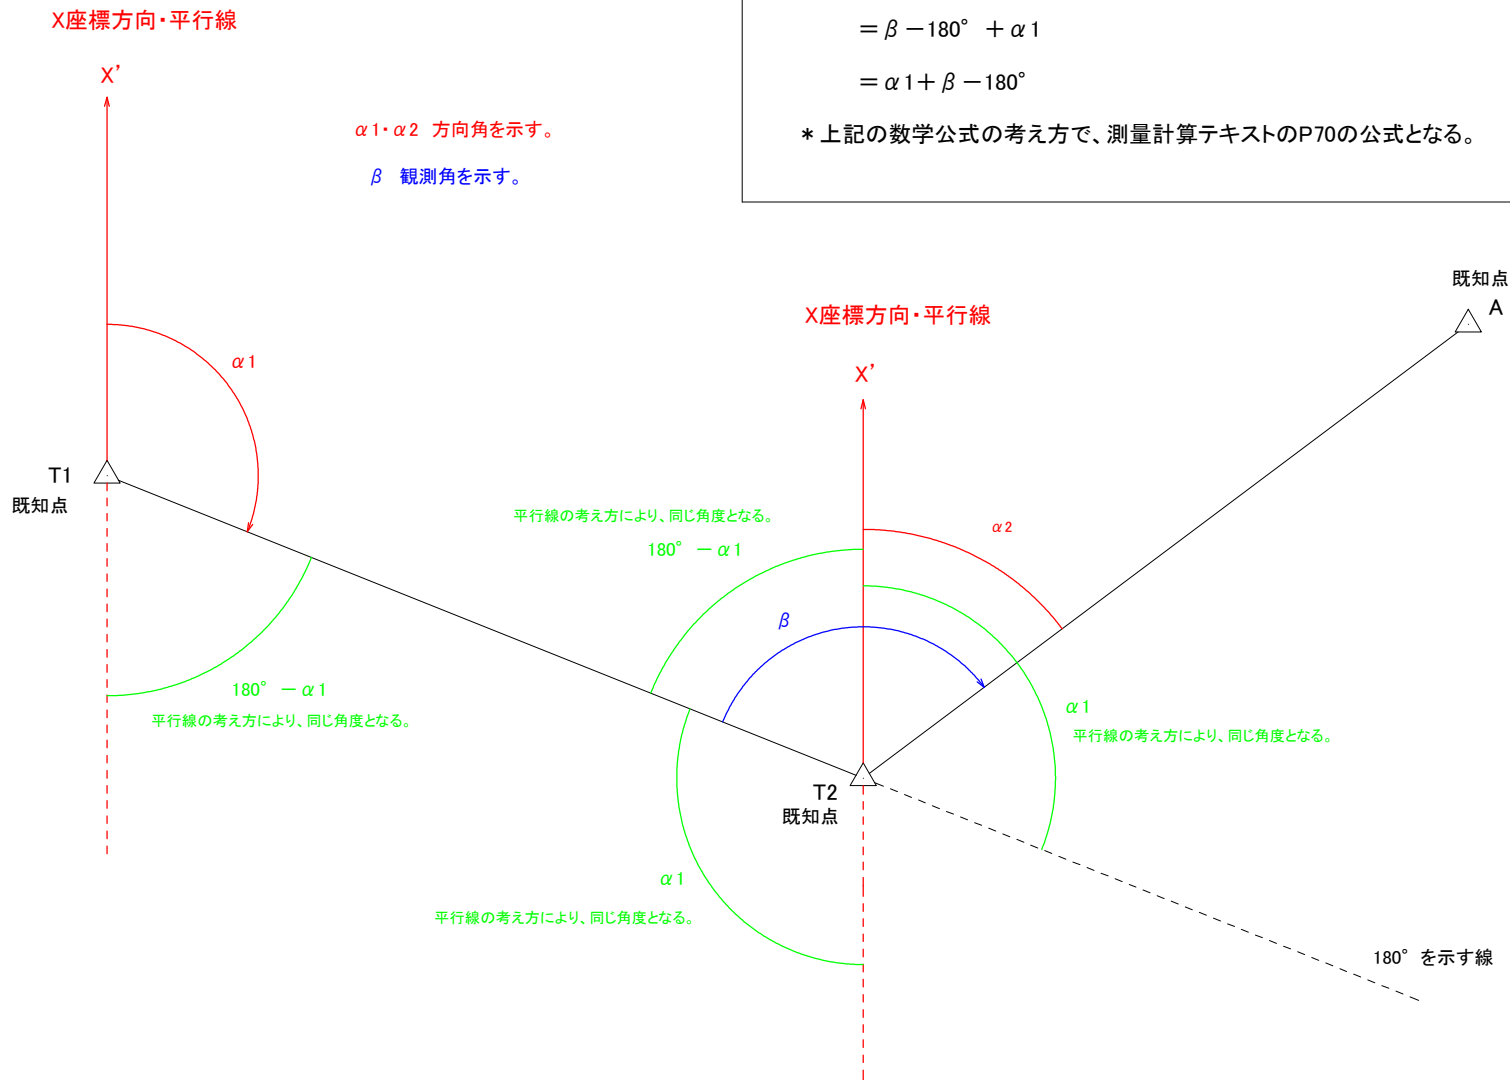 X座標方向・平行線
X’
α1・α2 方向角を示す。
β 観測角を示す。
＝β－180°＋α1
＝α1＋β－180°
＊上記の数学公式の考え方で、測量計算テキストのP70の公式となる。
既知点
A
X座標方向・平行線
X’
α1
T1
既知点
平行線の考え方により、同じ角度となる。
180°－α1
α2
β
180°－α1
平行線の考え方により、同じ角度となる。
α1
平行線の考え方により、同じ角度となる。
T2
既知点
α1
平行線の考え方により、同じ角度となる。
180°を示す線